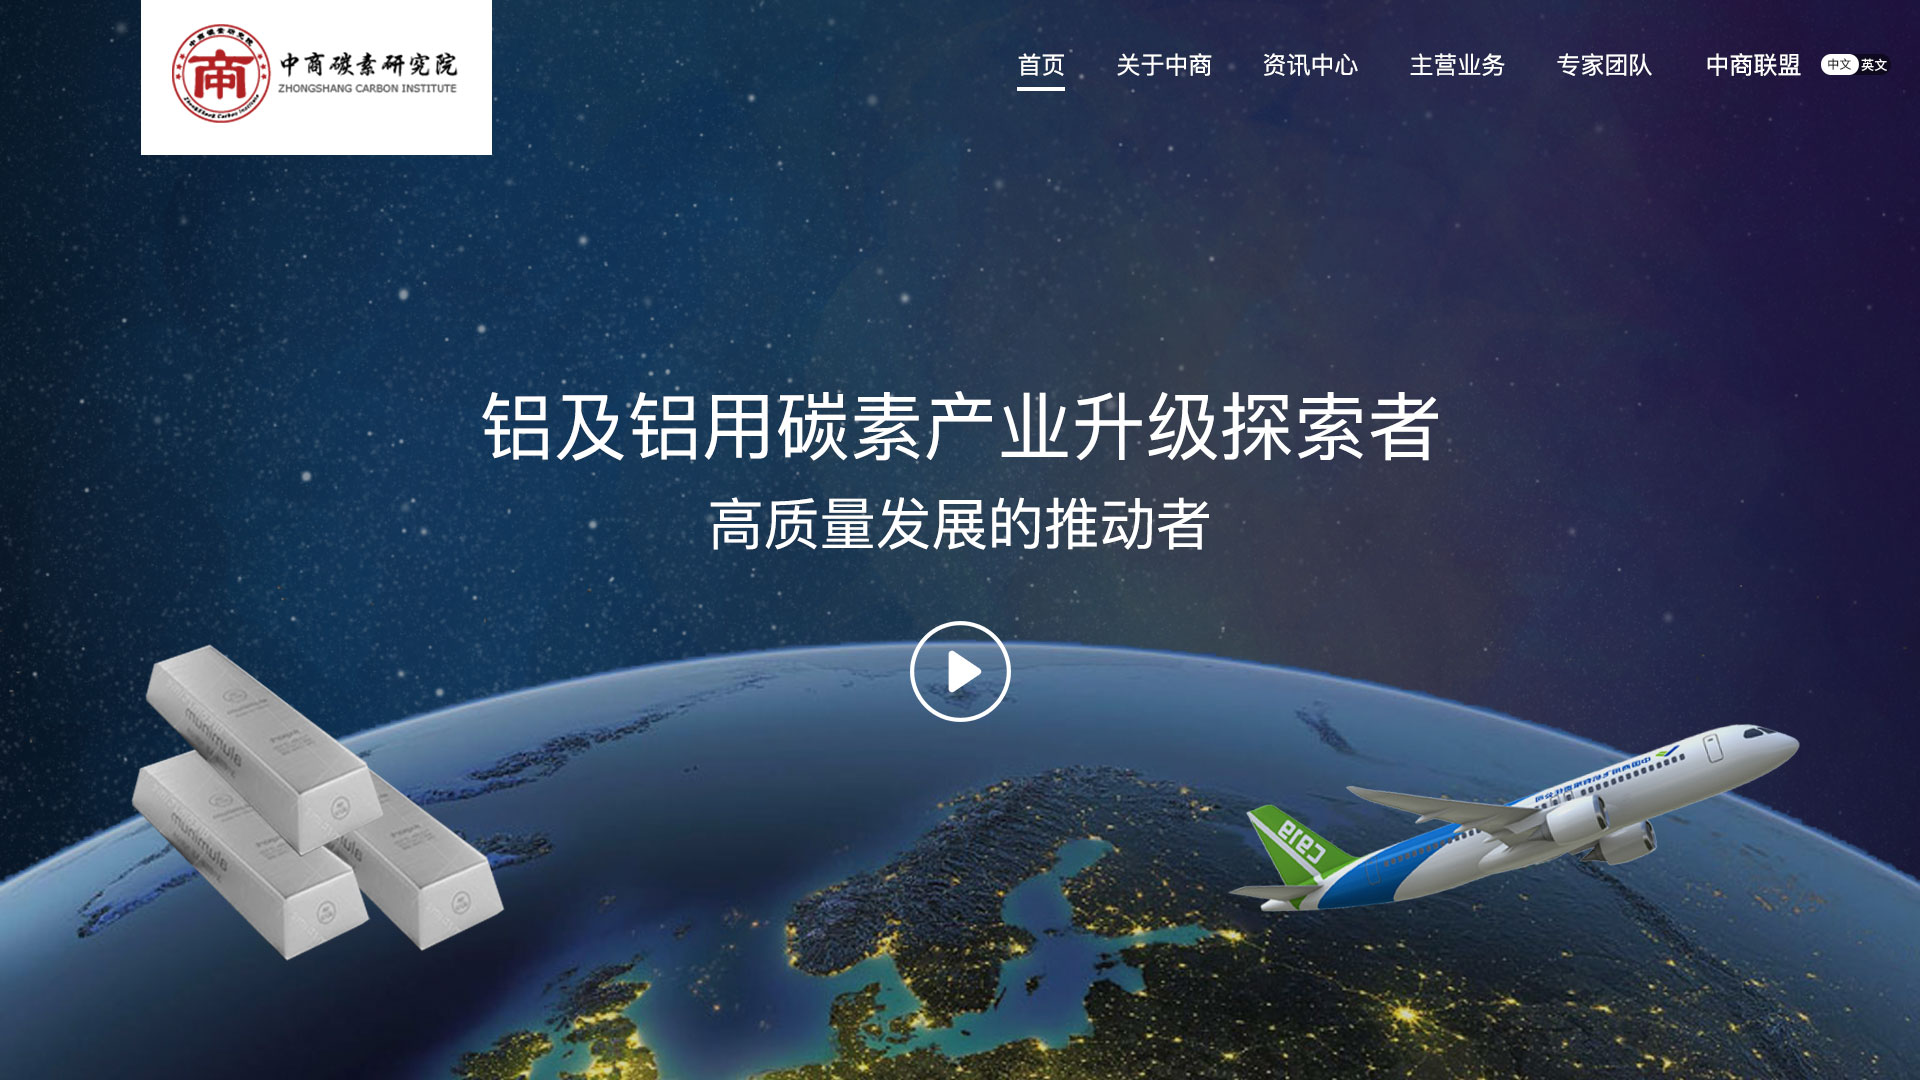 中商碳素研究院
ZHONGSHANG CARBON INSTITUTE
首页 关于中商 资讯中心 主营业务 专家团队 中商联盟 中文 英文
铝及铝用碳素产业升级探索者
高质量发展的推动者